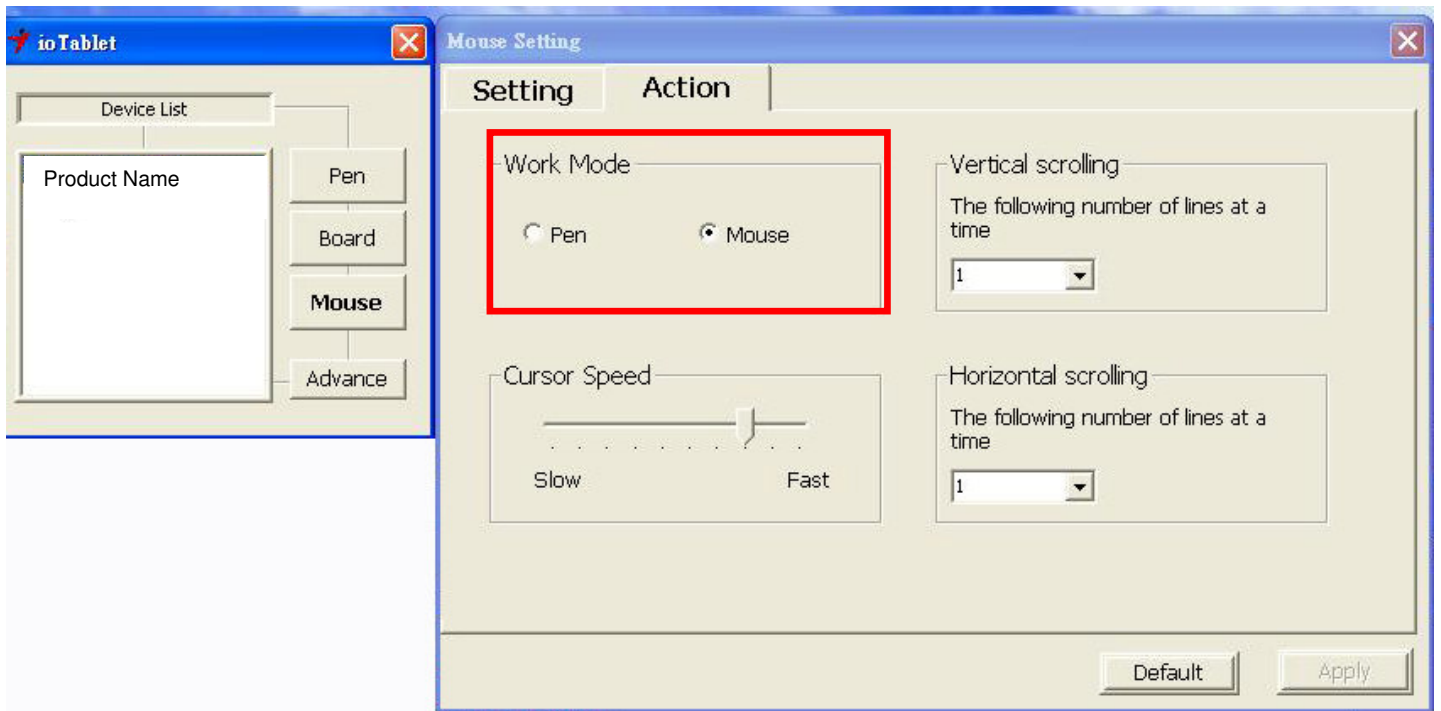 ioTablet
Device List
Product Name
Pen
Board
Mouse
Advance
Mouse Setting
Setting
Action
Work Mode
Pen
Mouse
Vertical scrolling
The following number of lines at a
time
1
Cursor Speed
Slow
Fast
Horizontal scrolling
The following number of lines at a
time
1
Default
Apply